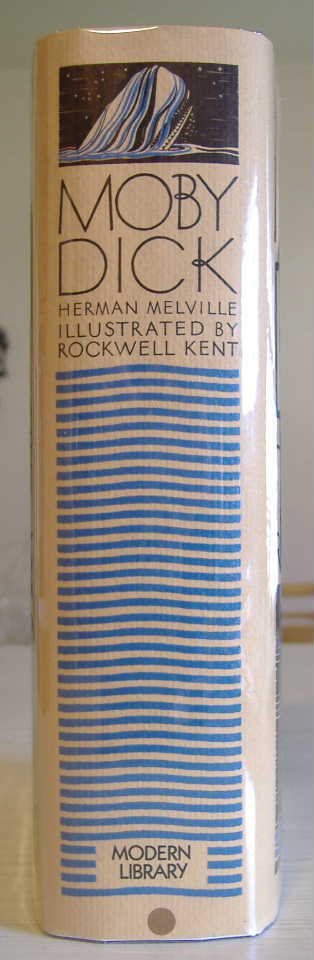 MOBY
DICK
HERMAN MELVILLE
ILLUSTRATED BY
ROCKWELL KENT
MODERN
LIBRARY